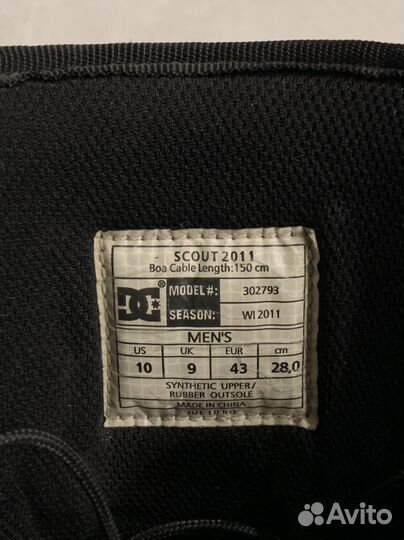 - SCOUT 2011
Boa Cable Length:150 cm
DC ®
MODEL#: 302793
SEASON: WI 2011
MEN'S
US UK EUR cm
10 9 43 28,0
SYNTHETIC UPPER/
RUBBER OUTSOLE
MADE IN CHINA
Avito